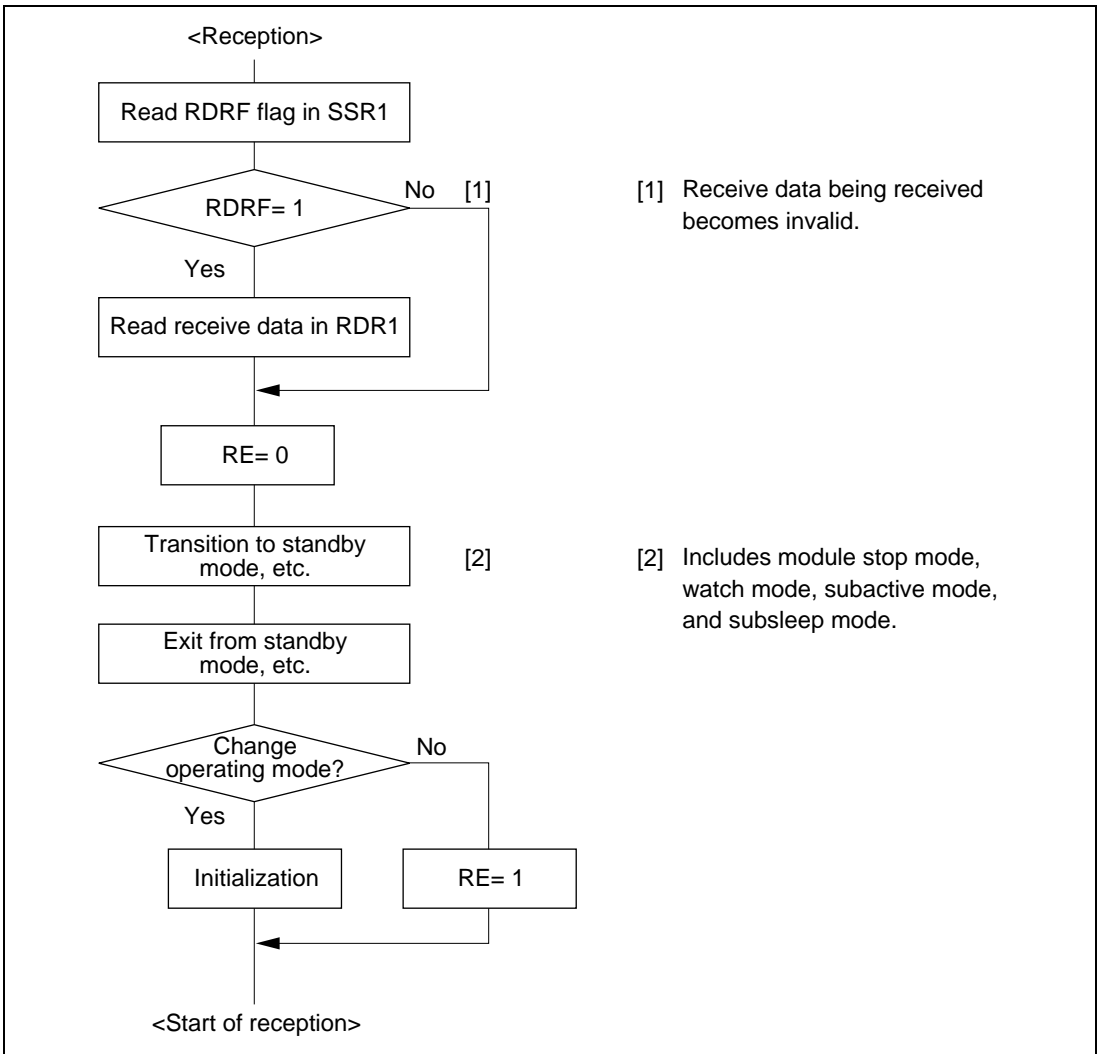 <Reception>
Read RDRF flag in SSR1
No [1]
[1] Receive data being received
becomes invalid.
RDRF= 1
Yes
Read receive data in RDR1
RE= 0
Transition to standby
mode, etc.
[2]
[2] Includes module stop mode,
watch mode, subactive mode,
and subsleep mode.
Exit from standby
mode, etc.
Change
operating mode?
No
Yes
Initialization
RE= 1
<Start of reception>